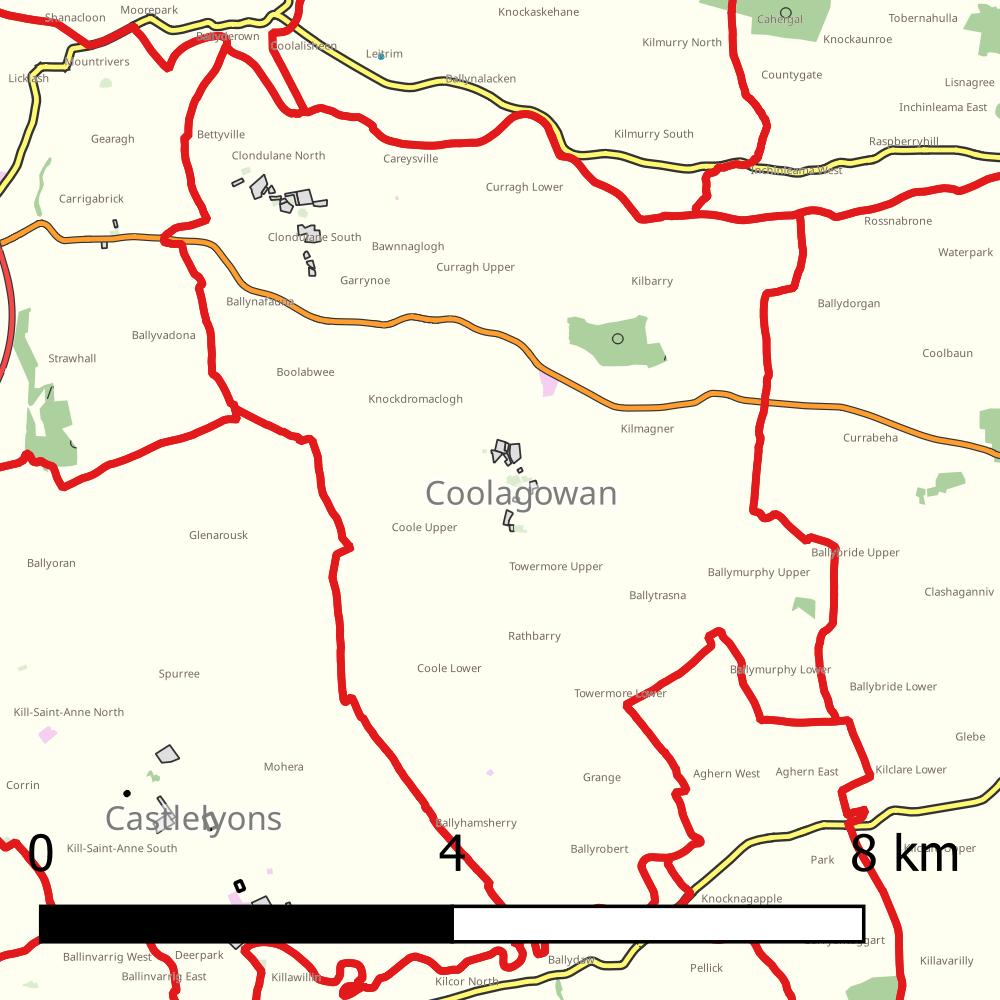 Moorepark
Knockaskehane
Shanacloon
Cahergal
Tobernahulla
Ballyderown
Coolalisheen
Kilmurry North
Knockaunroe
Leitrim
Mountrivers
Licklash
Ballynalacken
Countygate
Lisnagree
Inchinleama East
Gearagh
Bettyville
Kilmurry South
Raspberryhill
Clondulane North
Careysville
Inchinleama West
Curragh Lower
Carrigabrick
Rossnabrone
Clondulane South
Bawnnaglogh
Waterpark
Garrynoe
Curragh Upper
Kilbarry
Ballynafauna
Ballydorgan
Ballyvadona
Strawhall
Coolbaun
Boolabwee
Knockdromaclogh
Kilmagner
Currabeha
Coolagowan
Coole Upper
Glenarousk
Ballyoran
Towermore Upper
Ballybride Upper
Ballymurphy Upper
Ballytrasna
Clashaganniv
Rathbarry
Coole Lower
Spurree
Ballymurphy Lower
Towermore Lower
Ballybride Lower
Kill-Saint-Anne North
Glebe
Mohera
Grange
Aghern West
Aghern East
Kilclare Lower
Corrin
Castlelyons
Ballyhamsherry
Kill-Saint-Anne South
Ballyrobert
Park
0 4 8 km
Knocknagapple
Ballinvarrig West
Deerpark
Ballydaw
Pellick
Killavarilly
Ballinvarrig East
Killawillin
Kilcor North